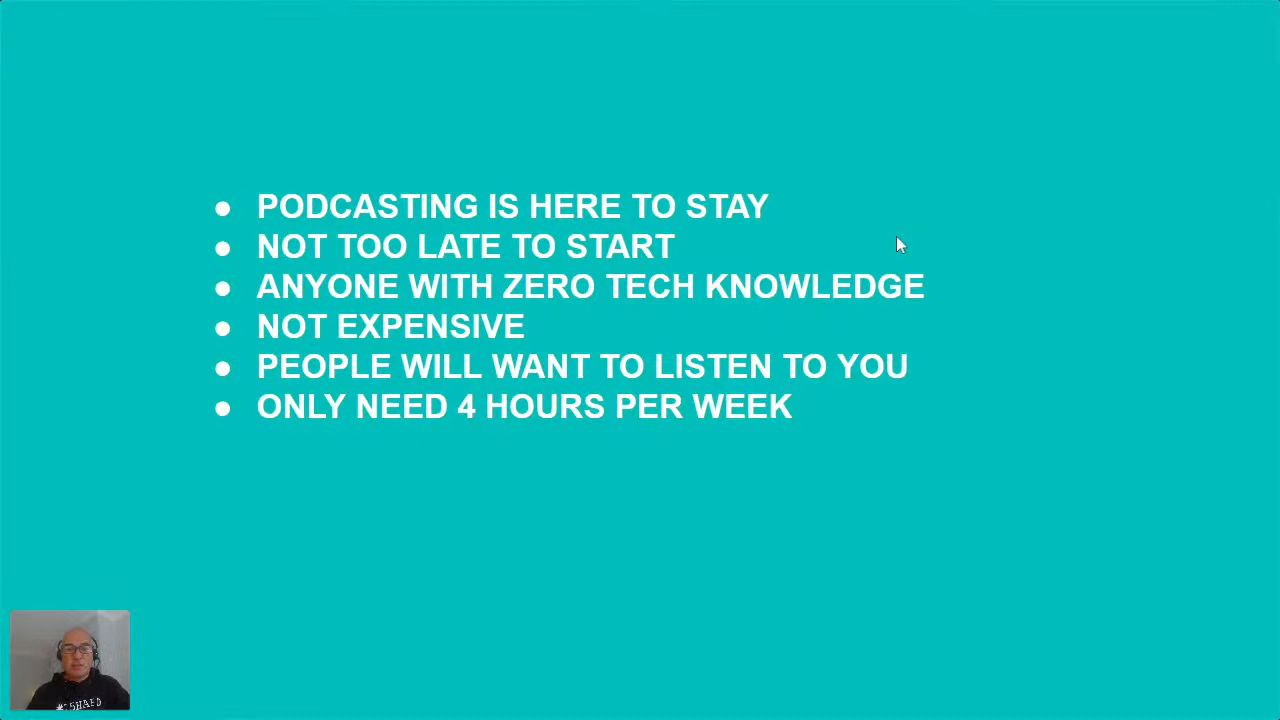 ● PODCASTING IS HERE TO STAY
● NOT TOO LATE TO START
● ANYONE WITH ZERO TECH KNOWLEDGE
● NOT EXPENSIVE
● PEOPLE WILL WANT TO LISTEN TO YOU
● ONLY NEED 4 HOURS PER WEEK